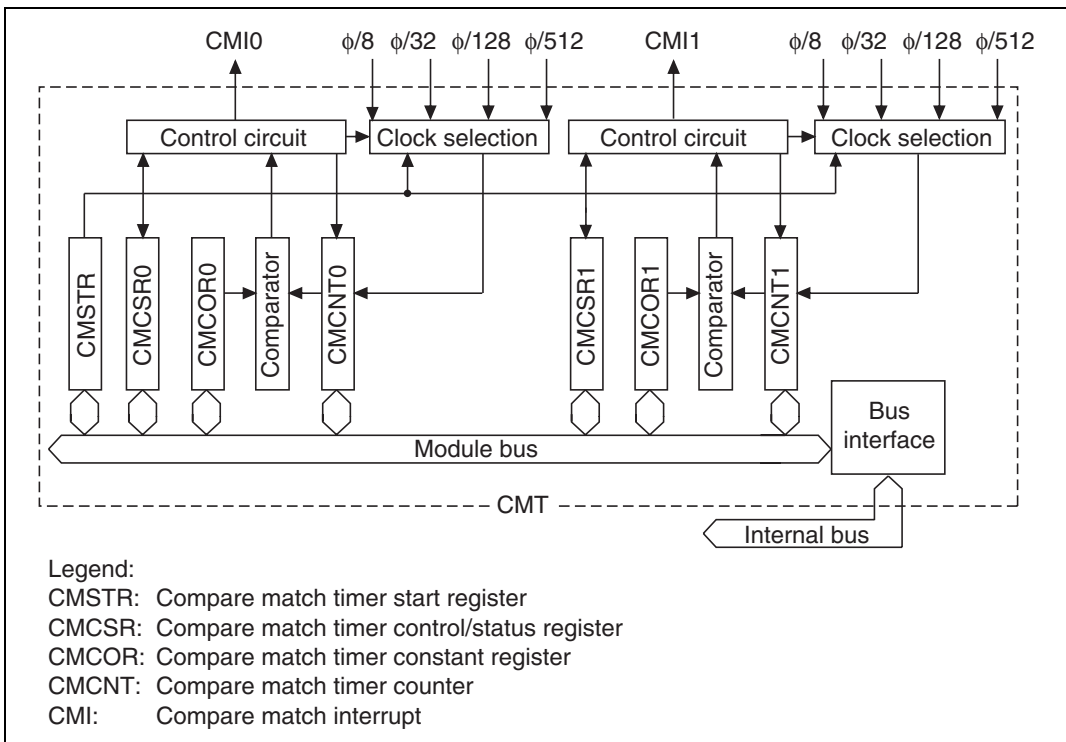 CMI0 φ/8 φ/32 φ/128 φ/512 CMI1 φ/8 φ/32 φ/128 φ/512
Control circuit Clock selection Control circuit Clock selection
CMSTR
CMCSR0
CMCOR0
Comparator
CMCNT0
CMCSR1
CMCOR1
Comparator
CMCNT1
Bus
interface
Module bus
CMT
Internal bus
Legend:
CMSTR: Compare match timer start register
CMCSR: Compare match timer control/status register
CMCOR: Compare match timer constant register
CMCNT: Compare match timer counter
CMI: Compare match interrupt